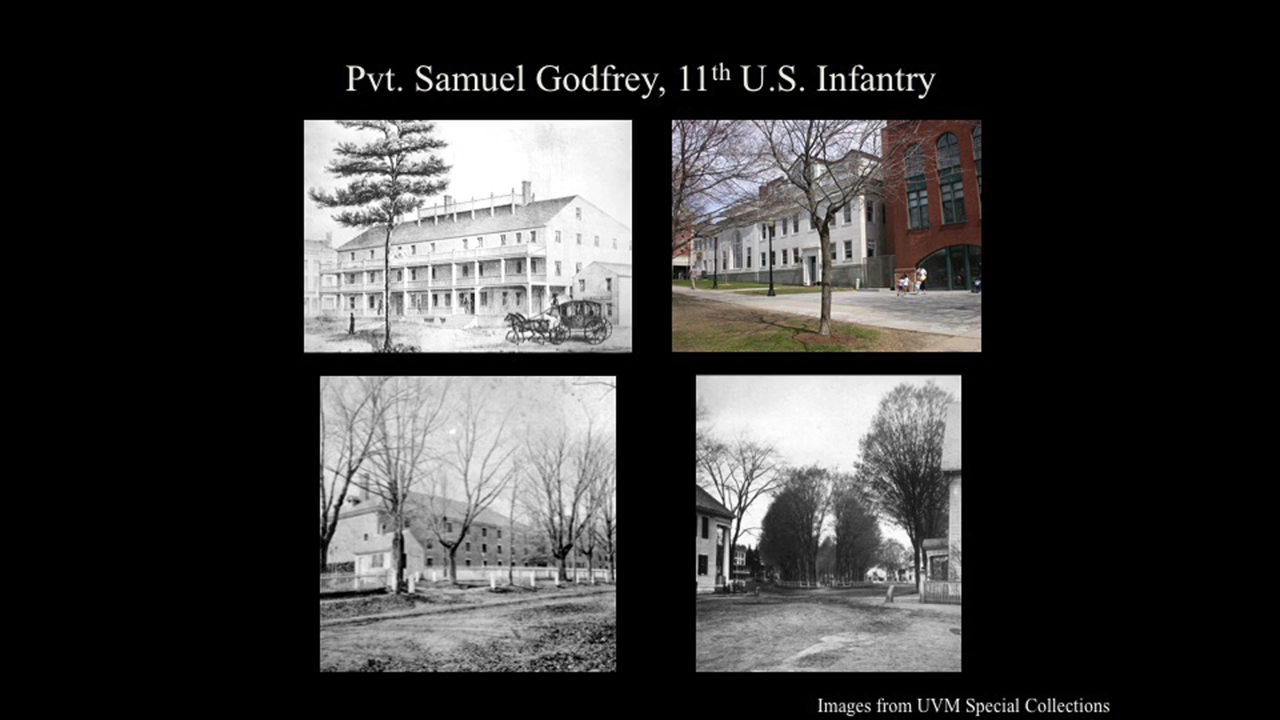 Pvt. Samuel Godfrey, 11th U.S. Infantry
Images from UVM Special Collections